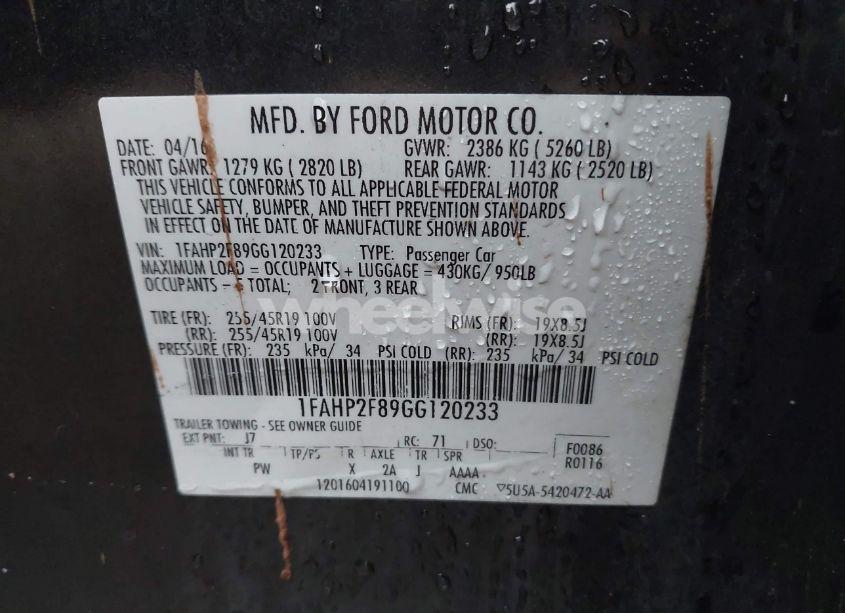 MFD. BY FORD MOTOR CO.
DATE: 04/16 GVWR: 2386 KG ( 5260 LB)
FRONT GAWR: 1279 KG ( 2820 LB) REAR GAWR: 1143 KG ( 2520 LB)
THIS VEHICLE CONFORMS TO ALL APPLICABLE FEDERAL MOTOR
VEHICLE SAFETY, BUMPER, AND THEFT PREVENTION STANDARDS
IN EFFECT ON THE DATE OF MANUFACTURE SHOWN ABOVE.
VIN: 1FAHP2F89GG120233 TYPE: Passenger Car
MAXIMUM LOAD = OCCUPANTS + LUGGAGE = 430KG/ 950LB
OCCUPANTS = 5 TOTAL; 2 FRONT, 3 REAR
wheelwise
TIRE (FR): 255/45R19 100V RIMS (FR): 19X8.5J
(RR): 255/45R19 100V (RR): 19X8.5J
PRESSURE (FR): 235 kPa/ 34 PSI COLD (RR): 235 kPa/ 34 PSI COLD
1FAHP2F89GG120233
TRAILER TOWING - SEE OWNER GUIDE
EXT PNT: J7 RC: 71 DSO: F0086
INT TR TP/PS R AXLE TR SPR R0116
PW X 2A J AAAA
1201604191100 CMC ▽5U5A-5420472-AA